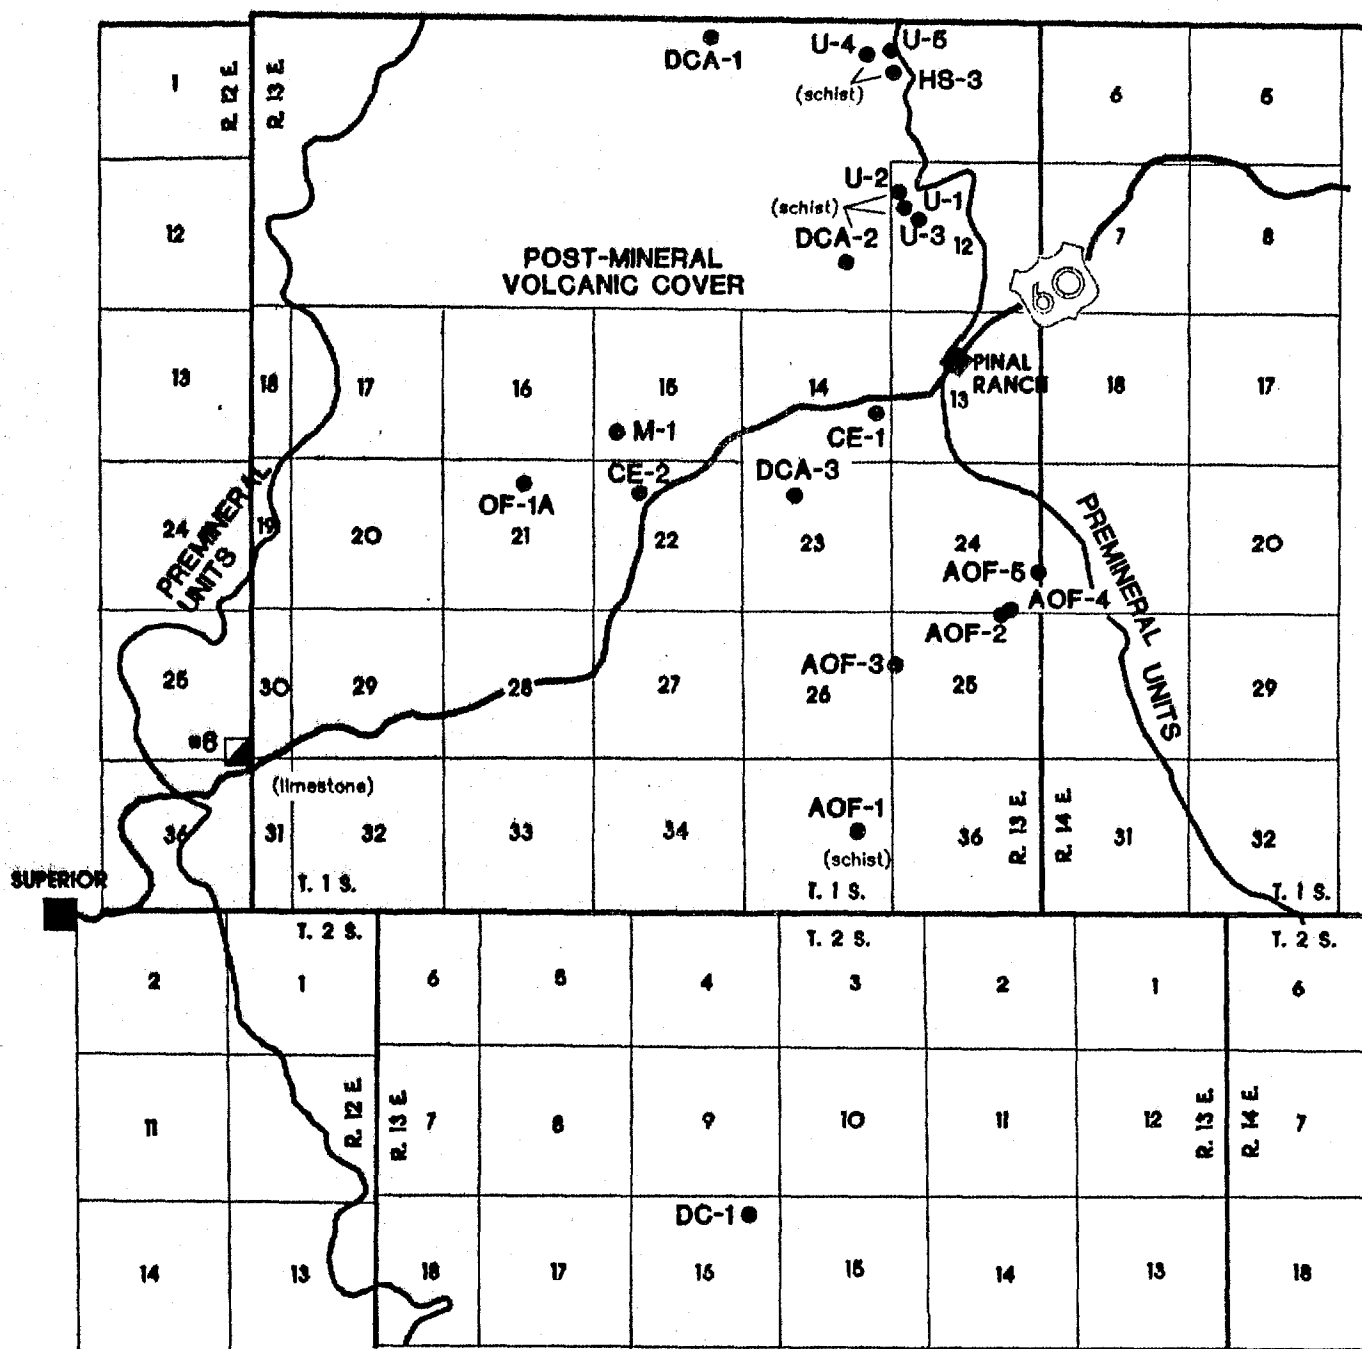 DCA-1
U-4
U-5
HS-3
(schist)
1
R. 12 E.
R. 13 E.
6
5
U-2
(schist)
U-1
U-3
12
DCA-2
12
7
8
POST-MINERAL
VOLCANIC COVER
60
13
18
17
16
15
14
PINAL
RANCH
13
18
17
M-1
CE-1
CE-2
DCA-3
OF-1A
24
19
20
21
22
23
24
20
PREMINERAL
UNITS
PREMINERAL UNITS
AOF-5
AOF-4
AOF-2
AOF-3
25
30
29
28
27
26
25
29
#6
(limestone)
AOF-1
(schist)
36
31
32
33
34
36
R. 13 E.
R. 14 E.
31
32
SUPERIOR
T. 1 S.
T. 1 S.
T. 1 S.
T. 2 S.
T. 2 S.
T. 2 S.
2
1
6
5
4
3
2
1
6
11
R. 12 E.
R. 13 E.
7
8
9
10
11
12
R. 13 E.
R. 14 E.
7
DC-1
14
13
18
17
16
15
14
13
18